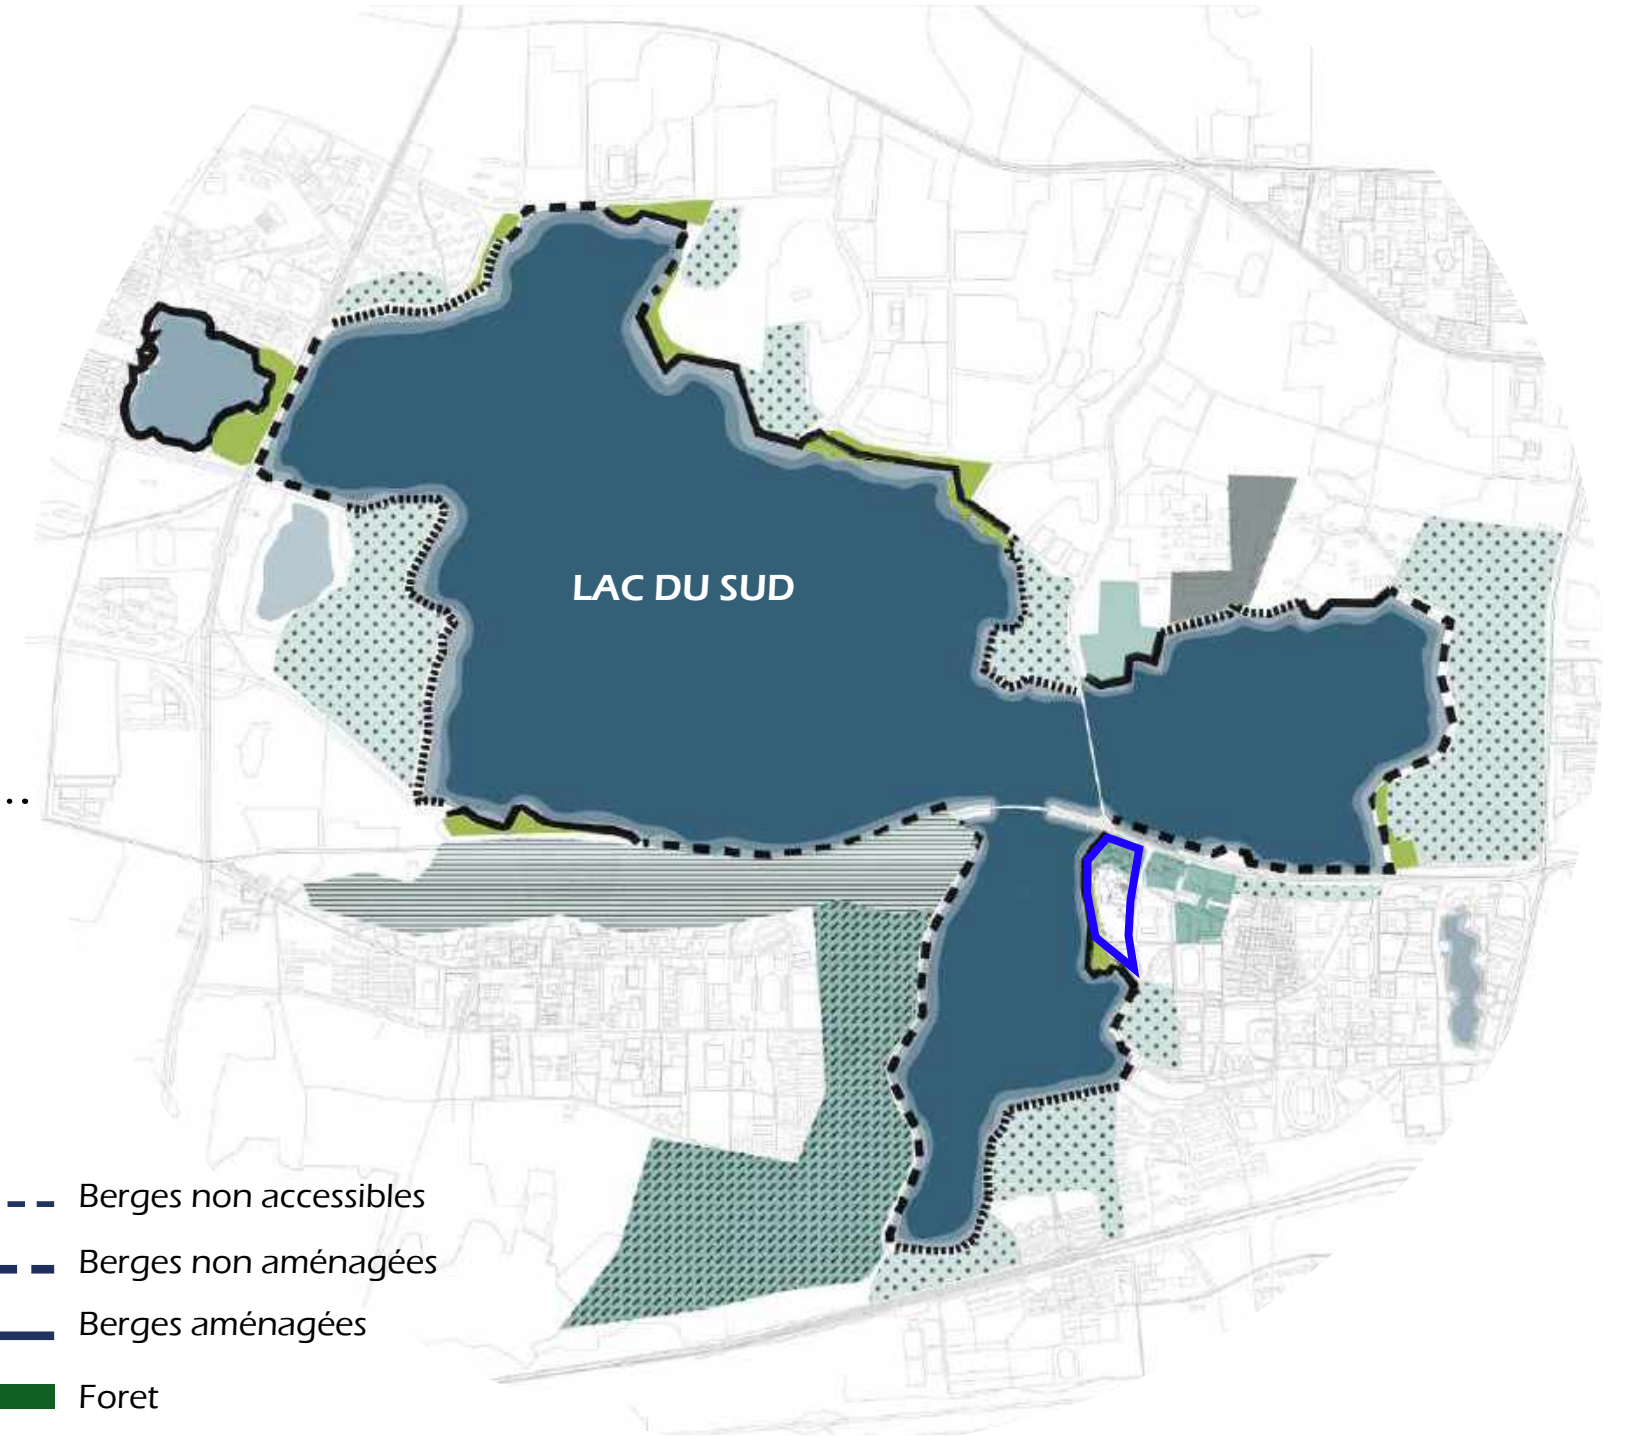 LAC DU SUD
..
Berges non accessibles
Berges non aménagées
Berges aménagées
Foret